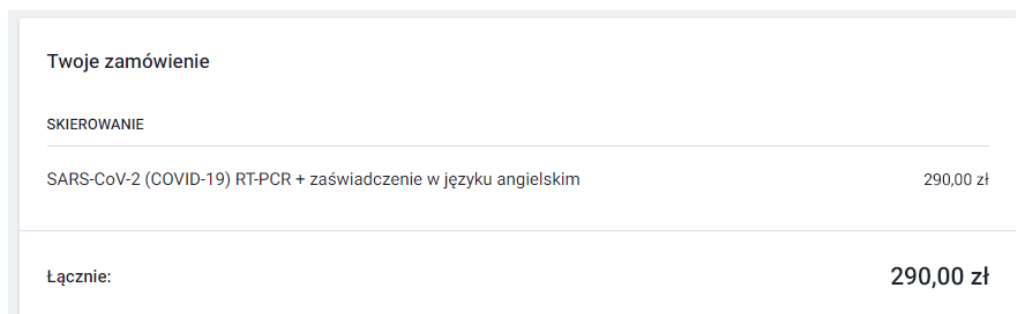 Twoje zamówienie
SKIEROWANIE
SARS-CoV-2 (COVID-19) RT-PCR + zaświadczenie w języku angielskim 290,00 zł
Łącznie: 290,00 zł